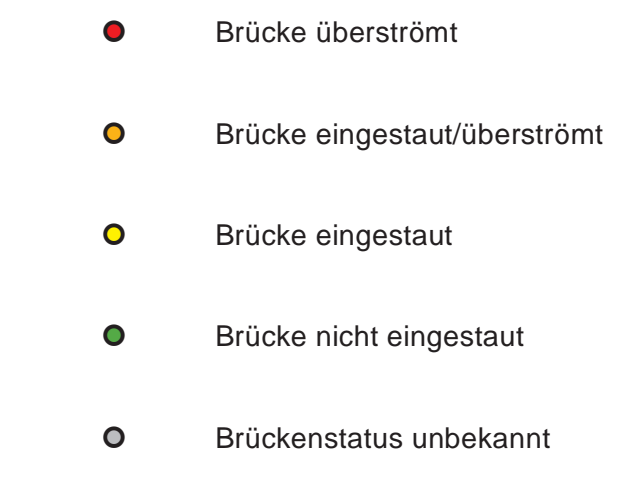 Brücke überströmt
Brücke eingestaut/überströmt
Brücke eingestaut
Brücke nicht eingestaut
Brückenstatus unbekannt